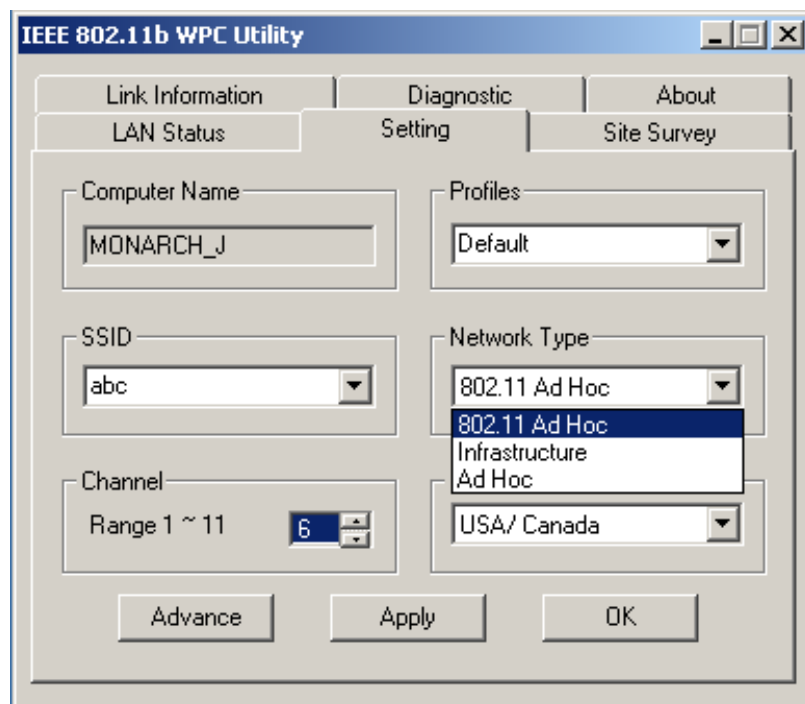 IEEE 802.11b WPC Utility
Link Information
Diagnostic
About
LAN Status
Setting
Site Survey
Computer Name
MONARCH_J
Profiles
Default
SSID
abc
Network Type
802.11 Ad Hoc
802.11 Ad Hoc
Infrastructure
Ad Hoc
Channel
Range 1 ~ 11
6
USA/ Canada
Advance
Apply
OK